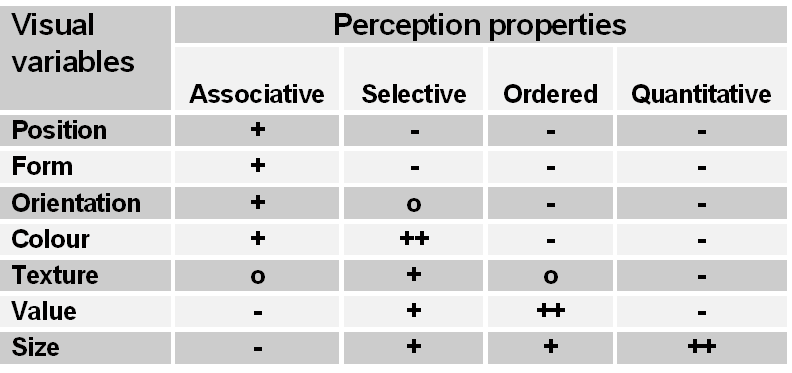 Visual variables Perception properties
Associative Selective Ordered Quantitative
Position + - - -
Form + - - -
Orientation + o - -
Colour + ++ - -
Texture o + o -
Value - + ++ -
Size - + + ++